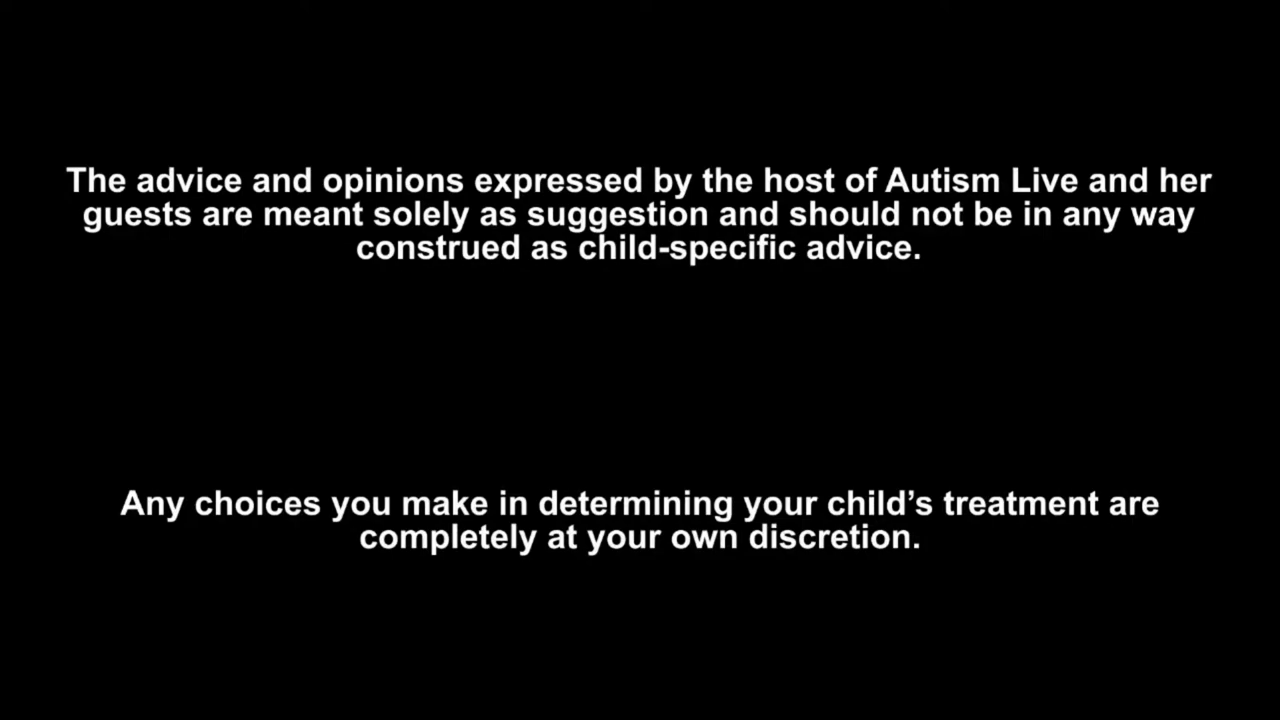 The advice and opinions expressed by the host of Autism Live and her
guests are meant solely as suggestion and should not be in any way
construed as child-specific advice.
Any choices you make in determining your child’s treatment are
completely at your own discretion.